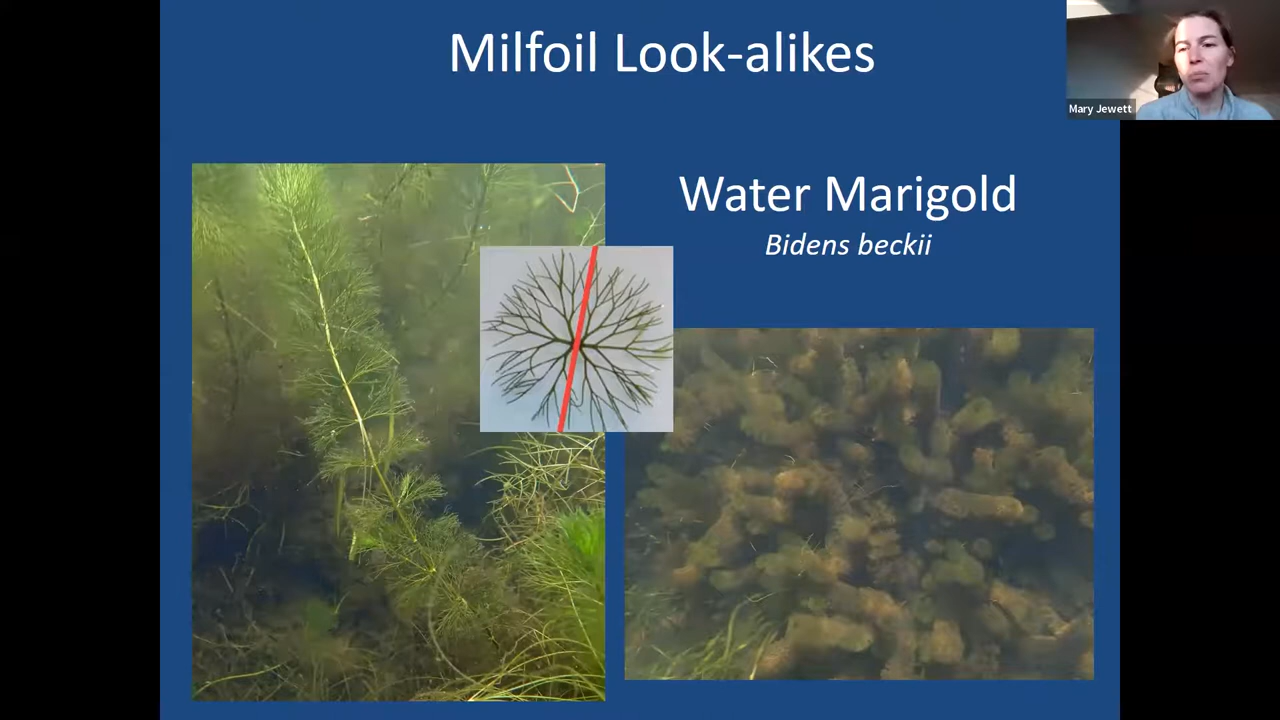 Milfoil Look-alikes
Mary Jewett
Water Marigold
Bidens beckii